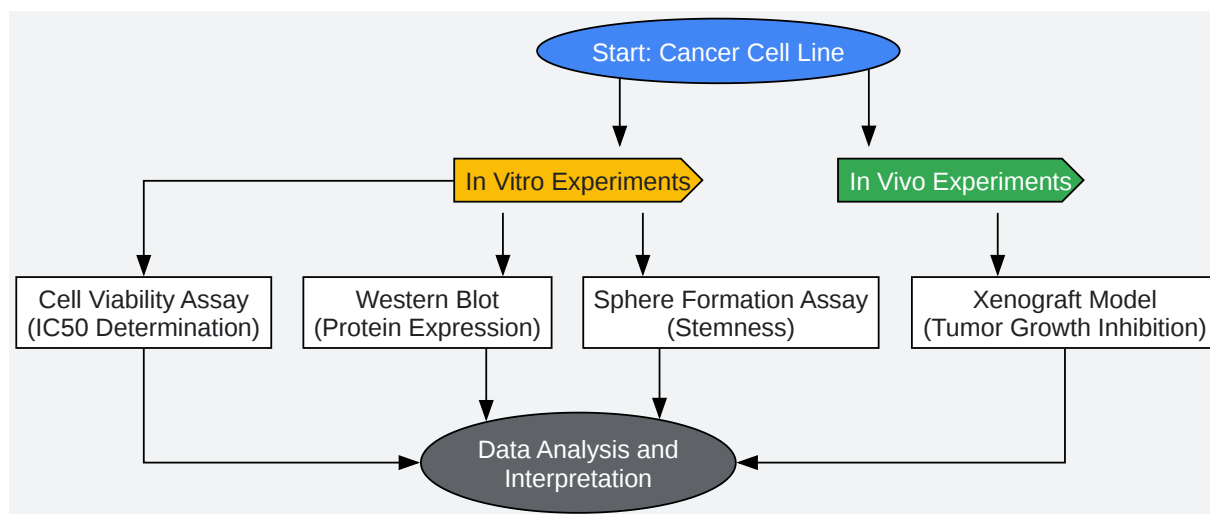 Start: Cancer Cell Line
In Vitro Experiments
In Vivo Experiments
Cell Viability Assay
(IC50 Determination)
Western Blot
(Protein Expression)
Sphere Formation Assay
(Stemness)
Xenograft Model
(Tumor Growth Inhibition)
Data Analysis and
Interpretation